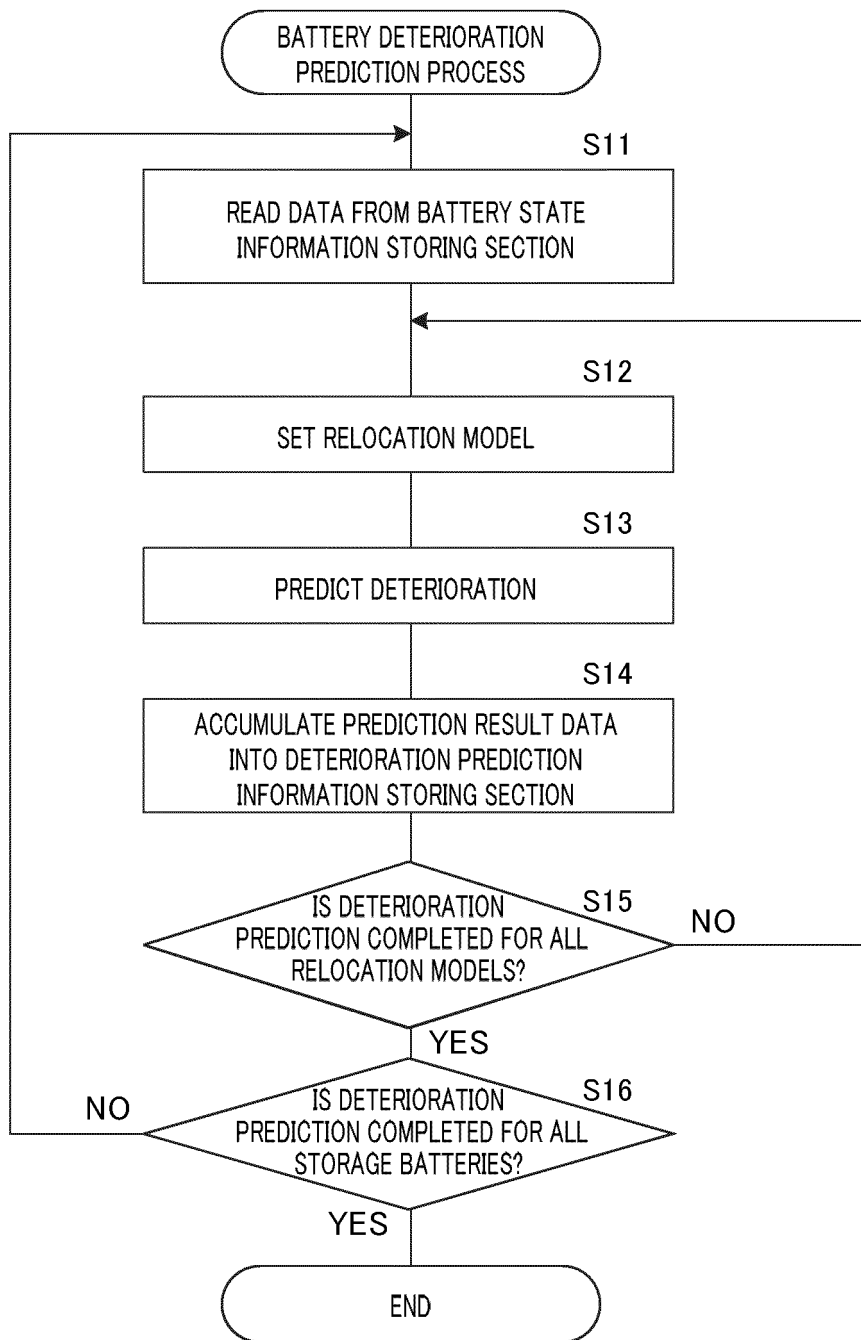 BATTERY DETERIORATION
PREDICTION PROCESS
S11
READ DATA FROM BATTERY STATE
INFORMATION STORING SECTION
S12
SET RELOCATION MODEL
S13
PREDICT DETERIORATION
S14
ACCUMULATE PREDICTION RESULT DATA
INTO DETERIORATION PREDICTION
INFORMATION STORING SECTION
IS DETERIORATION
S15
PREDICTION COMPLETED FOR ALL
NO
RELOCATION MODELS?
YES
IS DETERIORATION
S16
NO
PREDICTION COMPLETED FOR ALL
STORAGE BATTERIES?
YES
END